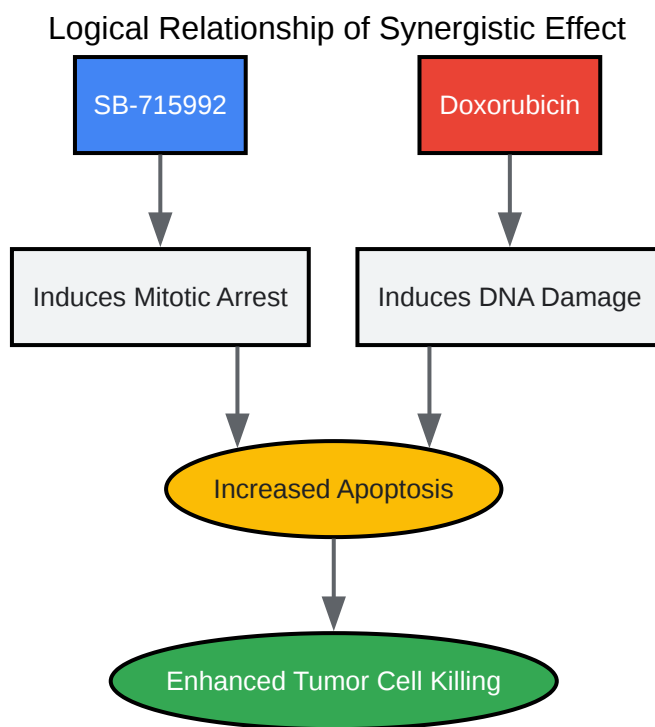 Logical Relationship of Synergistic Effect
SB-715992
Doxorubicin
Induces Mitotic Arrest
Induces DNA Damage
Increased Apoptosis
Enhanced Tumor Cell Killing